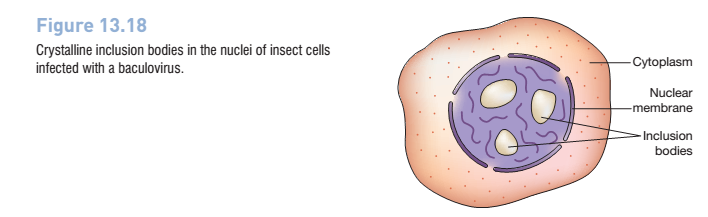 Figure 13.18
Crystalline inclusion bodies in the nuclei of insect cells
infected with a baculovirus.
Cytoplasm
Nuclear
membrane
Inclusion
bodies